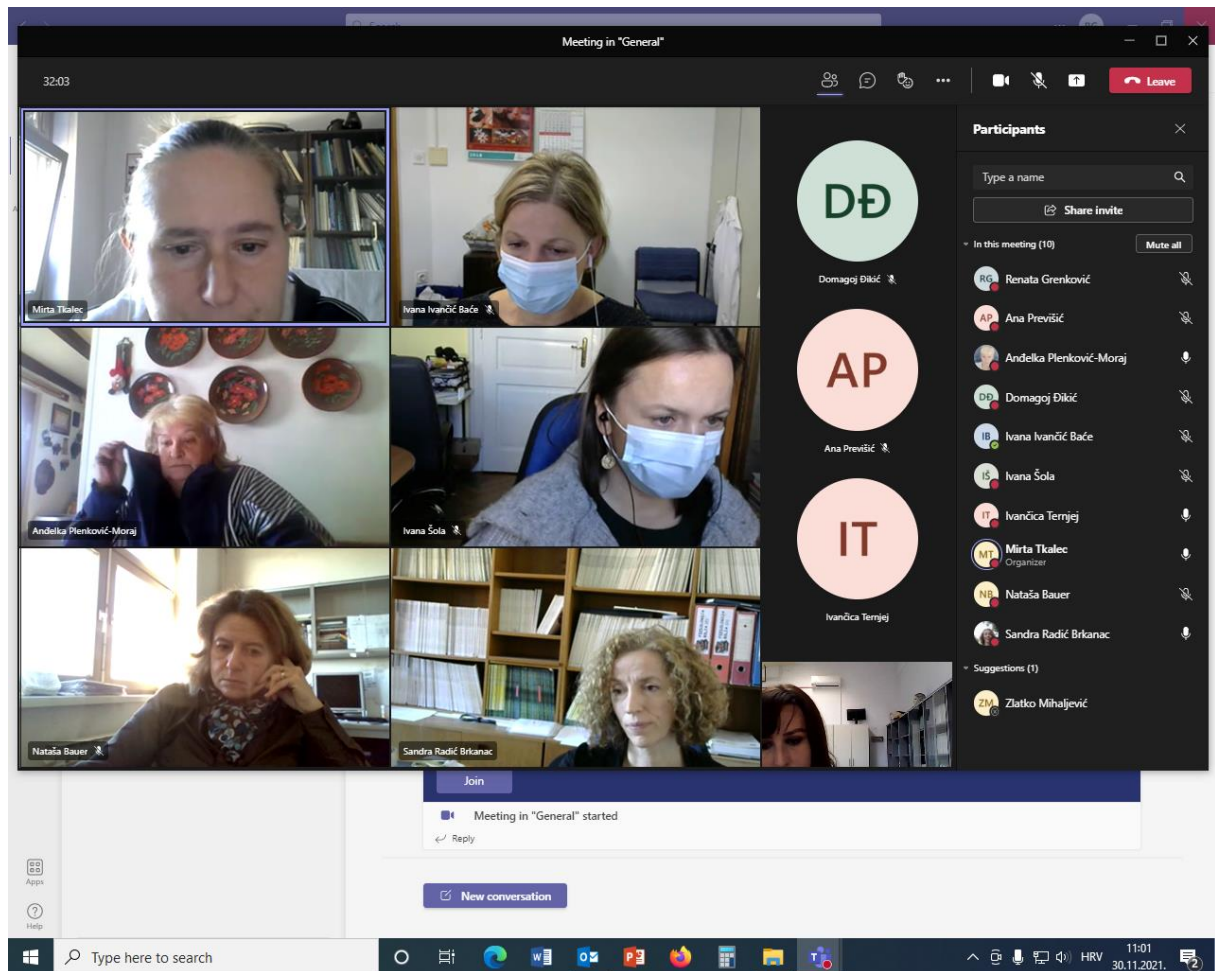 Search
RG
Meeting in "General"
32:03
Leave
Mirta Tkalec
Ivana Ivančić Baće
DĐ
Domagoj Đikić
Anđelka Plenković-Moraj
Ivana Šola
AP
Ana Previšić
IT
Ivančica Ternjej
Nataša Bauer
Sandra Radić Brkanac
Participants
Type a name
Share invite
In this meeting (10)
Mute all
RG Renata Grenković
AP Ana Previšić
Anđelka Plenković-Moraj
DĐ Domagoj Đikić
IB Ivana Ivančić Baće
IŠ Ivana Šola
IT Ivančica Ternjej
MT Mirta Tkalec
Organizer
NB Nataša Bauer
Sandra Radić Brkanac
Suggestions (1)
ZM Zlatko Mihaljević
Join
Meeting in "General" started
Reply
New conversation
Apps
Help
Type here to search
HRV
11:01
30.11.2021.
2